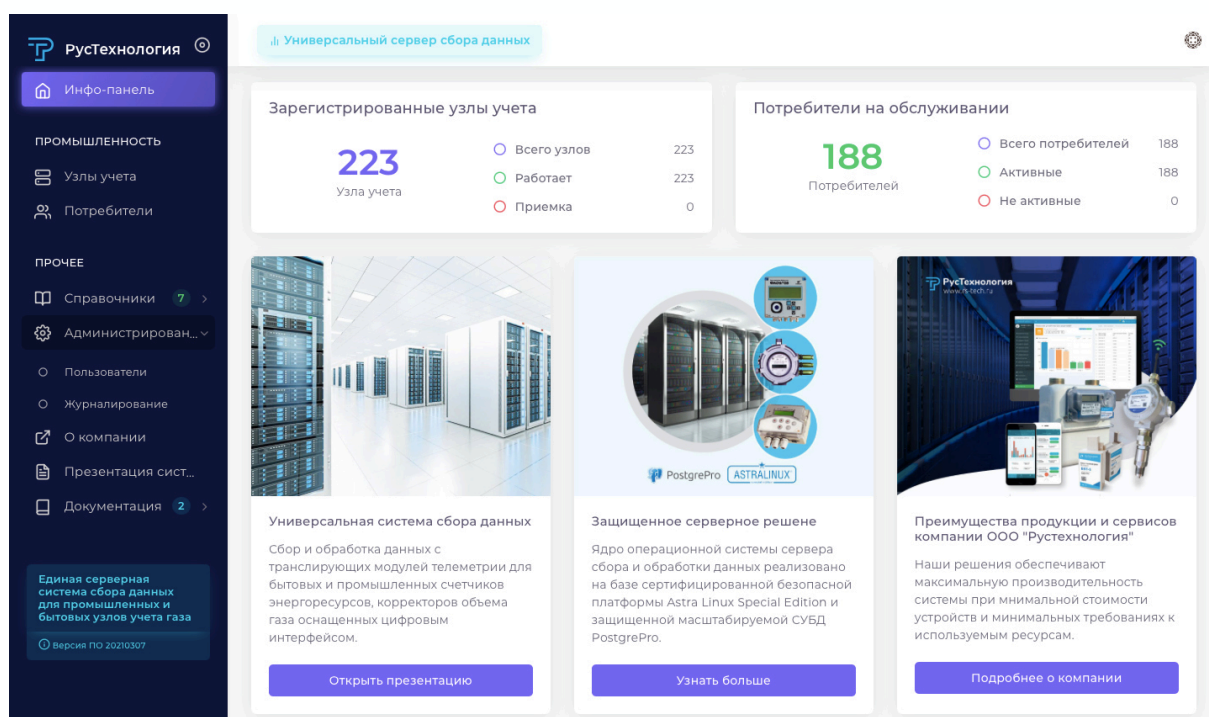 РусТехнология
Инфо-панель
ПРОМЫШЛЕННОСТЬ
Узлы учета
Потребители
ПРОЧЕЕ
Справочники 7
Администрирован...
Пользователи
Журналирование
О компании
Презентация сист...
Документация 2
Единая серверная
система сбора данных
для промышленных и
бытовых узлов учета газа
Версия ПО 20210307
Универсальный сервер сбора данных
Зарегистрированные узлы учета
223
Узла учета
Всего узлов 223
Работает 223
Приемка 0
Потребители на обслуживании
188
Потребителей
Всего потребителей 188
Активные 188
Не активные 0
Универсальная система сбора данных
Сбор и обработка данных с
транслирующих модулей телеметрии для
бытовых и промышленных счетчиков
энергоресурсов, корректоров объема
газа оснащенных цифровым
интерфейсом.
Открыть презентацию
PostgrePro ASTRALINUX
Защищенное серверное решене
Ядро операционной системы сервера
сбора и обработки данных реализовано
на базе сертифицированной безопасной
платформы Astra Linux Special Edition и
защищенной масштабируемой СУБД
PostgrePro.
Узнать больше
РусТехнология
www.rs-tech.ru
Преимущества продукции и сервисов
компании ООО "Рустехнология"
Наши решения обеспечивают
максимальную производительность
системы при мнимальной стоимости
устройств и минимальных требованиях к
используемым ресурсам.
Подробнее о компании